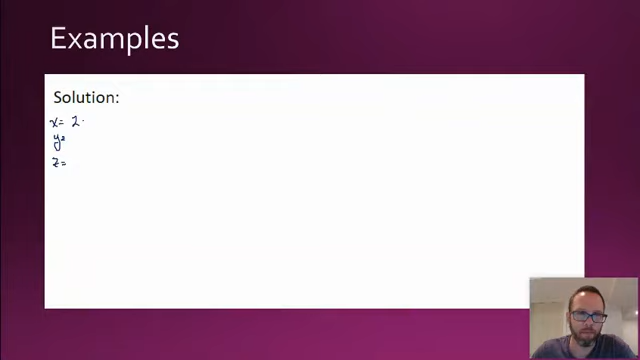 Examples
Solution:
x= 2
y=
z=